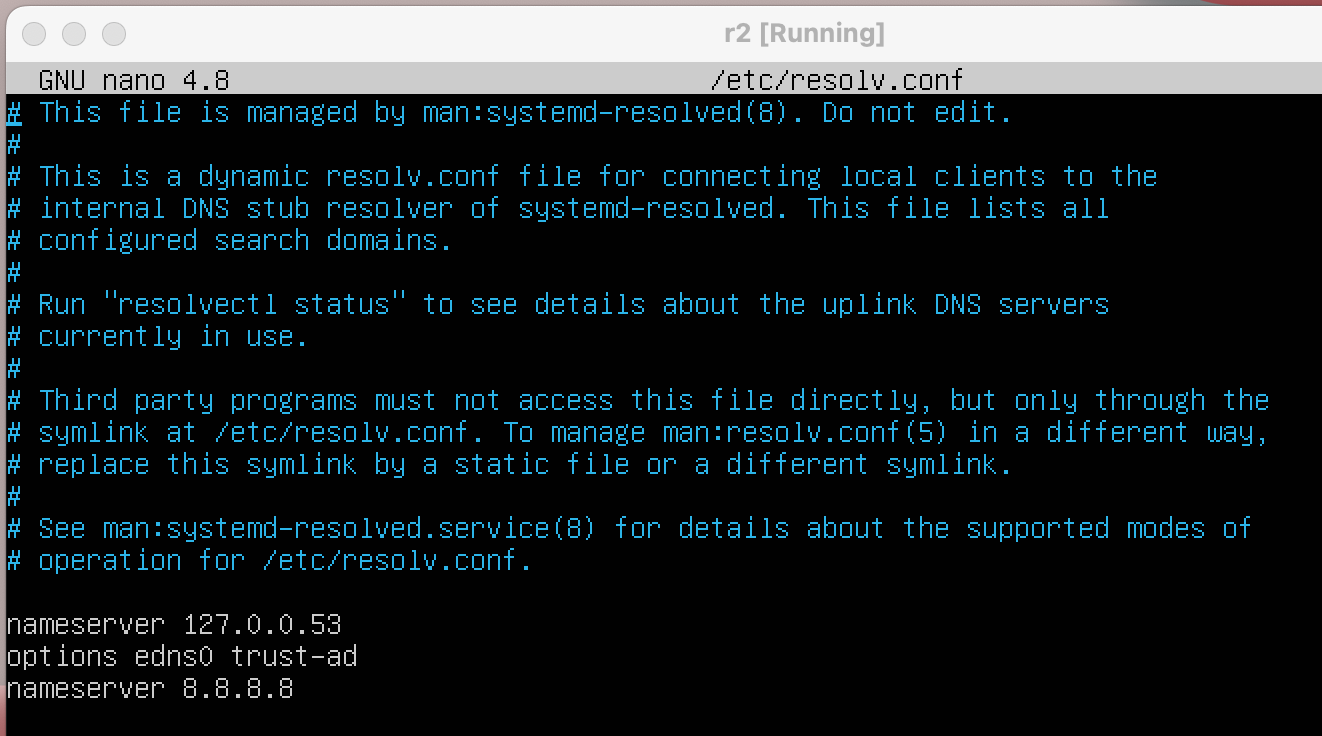 r2 [Running]
GNU nano 4.8 /etc/resolv.conf
# This file is managed by man:systemd-resolved(8). Do not edit.
#
# This is a dynamic resolv.conf file for connecting local clients to the
# internal DNS stub resolver of systemd-resolved. This file lists all
# configured search domains.
#
# Run "resolvectl status" to see details about the uplink DNS servers
# currently in use.
#
# Third party programs must not access this file directly, but only through the
# symlink at /etc/resolv.conf. To manage man:resolv.conf(5) in a different way,
# replace this symlink by a static file or a different symlink.
#
# See man:systemd-resolved.service(8) for details about the supported modes of
# operation for /etc/resolv.conf.
nameserver 127.0.0.53
options edns0 trust-ad
nameserver 8.8.8.8